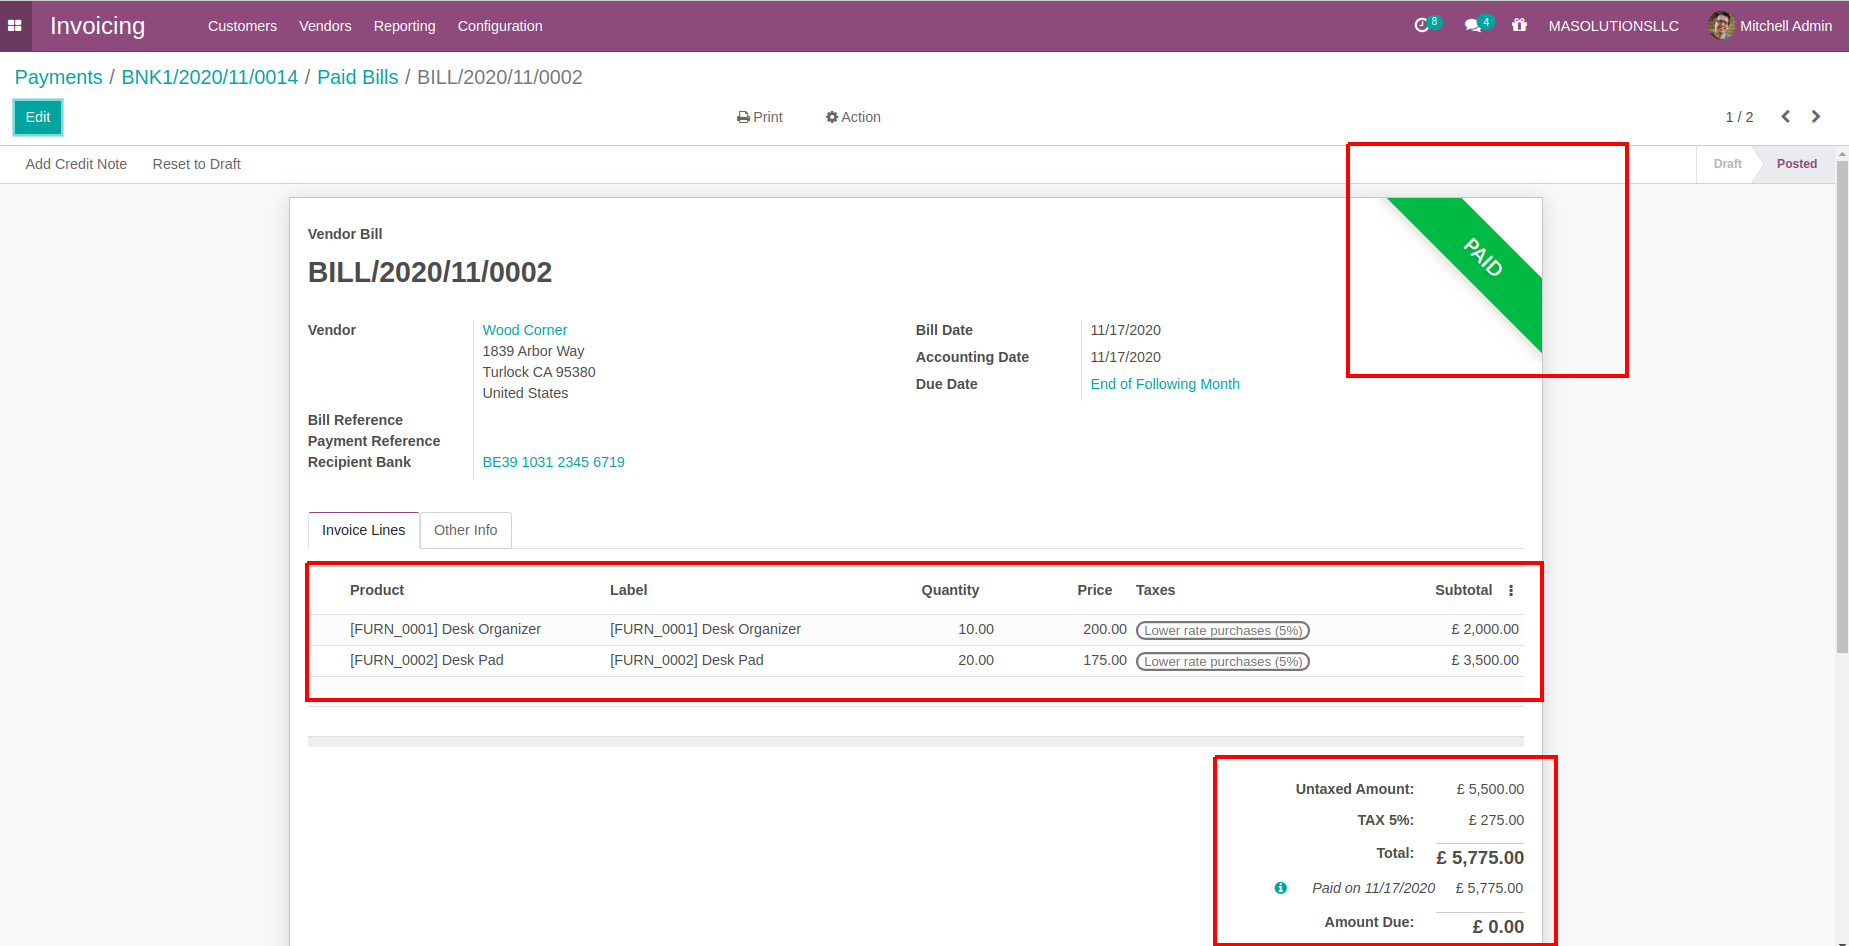 Invoicing Customers Vendors Reporting Configuration 8 4 MASOLUTIONSLLC Mitchell Admin
Payments / BNK1/2020/11/0014 / Paid Bills / BILL/2020/11/0002
Edit Print Action 1 / 2
Add Credit Note Reset to Draft Draft Posted
PAID
Vendor Bill
BILL/2020/11/0002
Vendor Wood Corner Bill Date 11/17/2020
1839 Arbor Way
Accounting Date 11/17/2020
Turlock CA 95380
Due Date End of Following Month
United States
Bill Reference
Payment Reference
Recipient Bank BE39 1031 2345 6719
Invoice Lines Other Info
Product Label Quantity Price Taxes Subtotal
[FURN_0001] Desk Organizer [FURN_0001] Desk Organizer 10.00 200.00 Lower rate purchases (5%) £ 2,000.00
[FURN_0002] Desk Pad [FURN_0002] Desk Pad 20.00 175.00 Lower rate purchases (5%) £ 3,500.00
Untaxed Amount: £ 5,500.00
TAX 5%: £ 275.00
Total: £ 5,775.00
Paid on 11/17/2020 £ 5,775.00
Amount Due: £ 0.00